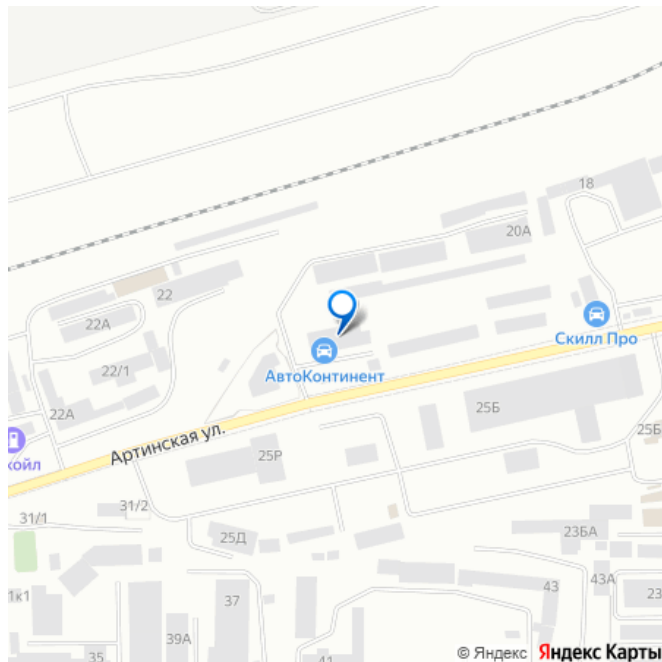 18
20А
22
22А
Скилл Про
22/1
АвтоКонтинент
22А
25Б
Артинская ул.
25Б
койл
25Р
31/2
31/1
25Д
23БА
43А
43
1к1
37
23
39А
35
41
© Яндекс Яндекс Карты